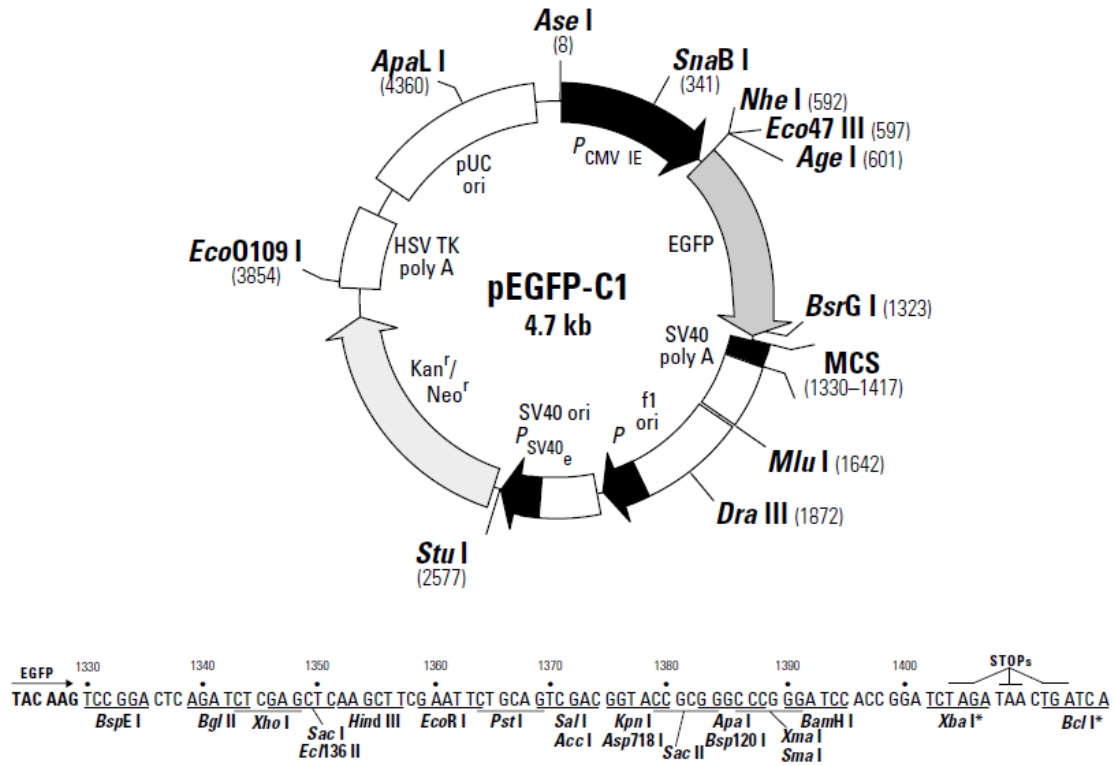 Ase I
(8)
ApaL I
(4360)
SnaB I
(341)
Nhe I (592)
Eco47 III (597)
Age I (601)
P CMV IE
pUC
ori
EGFP
HSV TK
poly A
EcoO109 I
(3854)
pEGFP-C1
4.7 kb
BsrG I (1323)
SV40
poly A
MCS
(1330–1417)
Kanr/
Neor
SV40 ori
P SV40e
f1
ori
P
Mlu I (1642)
Dra III (1872)
Stu I
(2577)
EGFP 1330 1340 1350 1360 1370 1380 1390 1400 STOPs
TAC AAG TCC GGA CTC AGA TCT CGA GCT CAA GCT TCG AAT TCT GCA GTC GAC GGT ACC GCG GGC CCG GGA TCC ACC GGA TCT AGA TAA CTG ATC A
BspE I Bgl II Xho I Sac I Ecl136 II Hind III EcoR I Pst I Sal I Acc I Kpn I Asp718 I Sac II Apa I Bsp120 I Xma I Sma I BamH I Xba I* Bcl I*